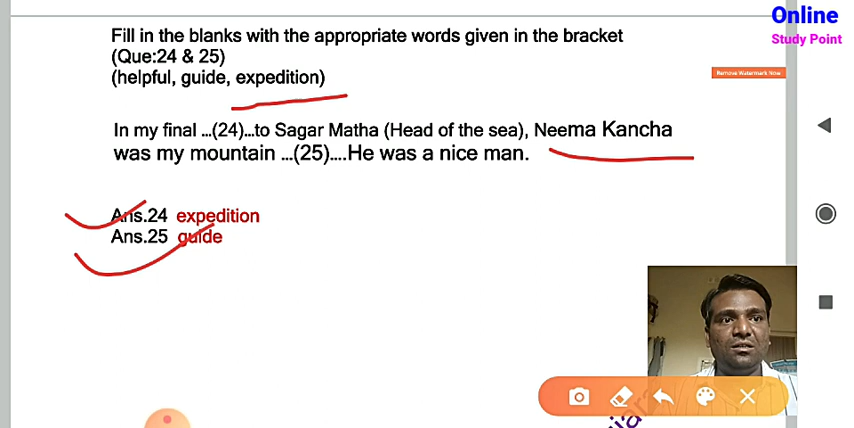 Online
Study Point
Fill in the blanks with the appropriate words given in the bracket
(Que:24 & 25)
(helpful, guide, expedition)
Remove Watermark Now
In my final ...(24)...to Sagar Matha (Head of the sea), Neema Kancha
was my mountain ...(25)....He was a nice man.
Ans.24 expedition
Ans.25 guide